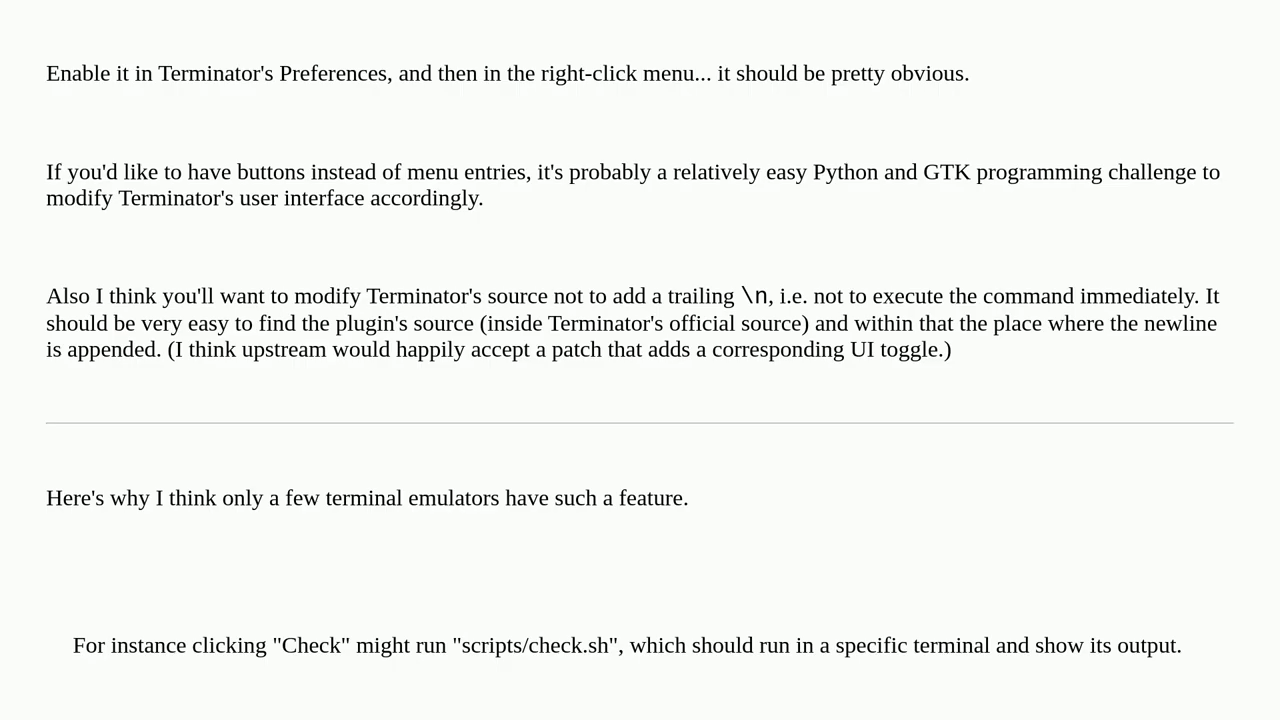 Enable it in Terminator's Preferences, and then in the right-click menu... it should be pretty obvious.
If you'd like to have buttons instead of menu entries, it's probably a relatively easy Python and GTK programming challenge to
modify Terminator's user interface accordingly.
Also I think you'll want to modify Terminator's source not to add a trailing \n, i.e. not to execute the command immediately. It
should be very easy to find the plugin's source (inside Terminator's official source) and within that the place where the newline
is appended. (I think upstream would happily accept a patch that adds a corresponding UI toggle.)
Here's why I think only a few terminal emulators have such a feature.
For instance clicking "Check" might run "scripts/check.sh", which should run in a specific terminal and show its output.